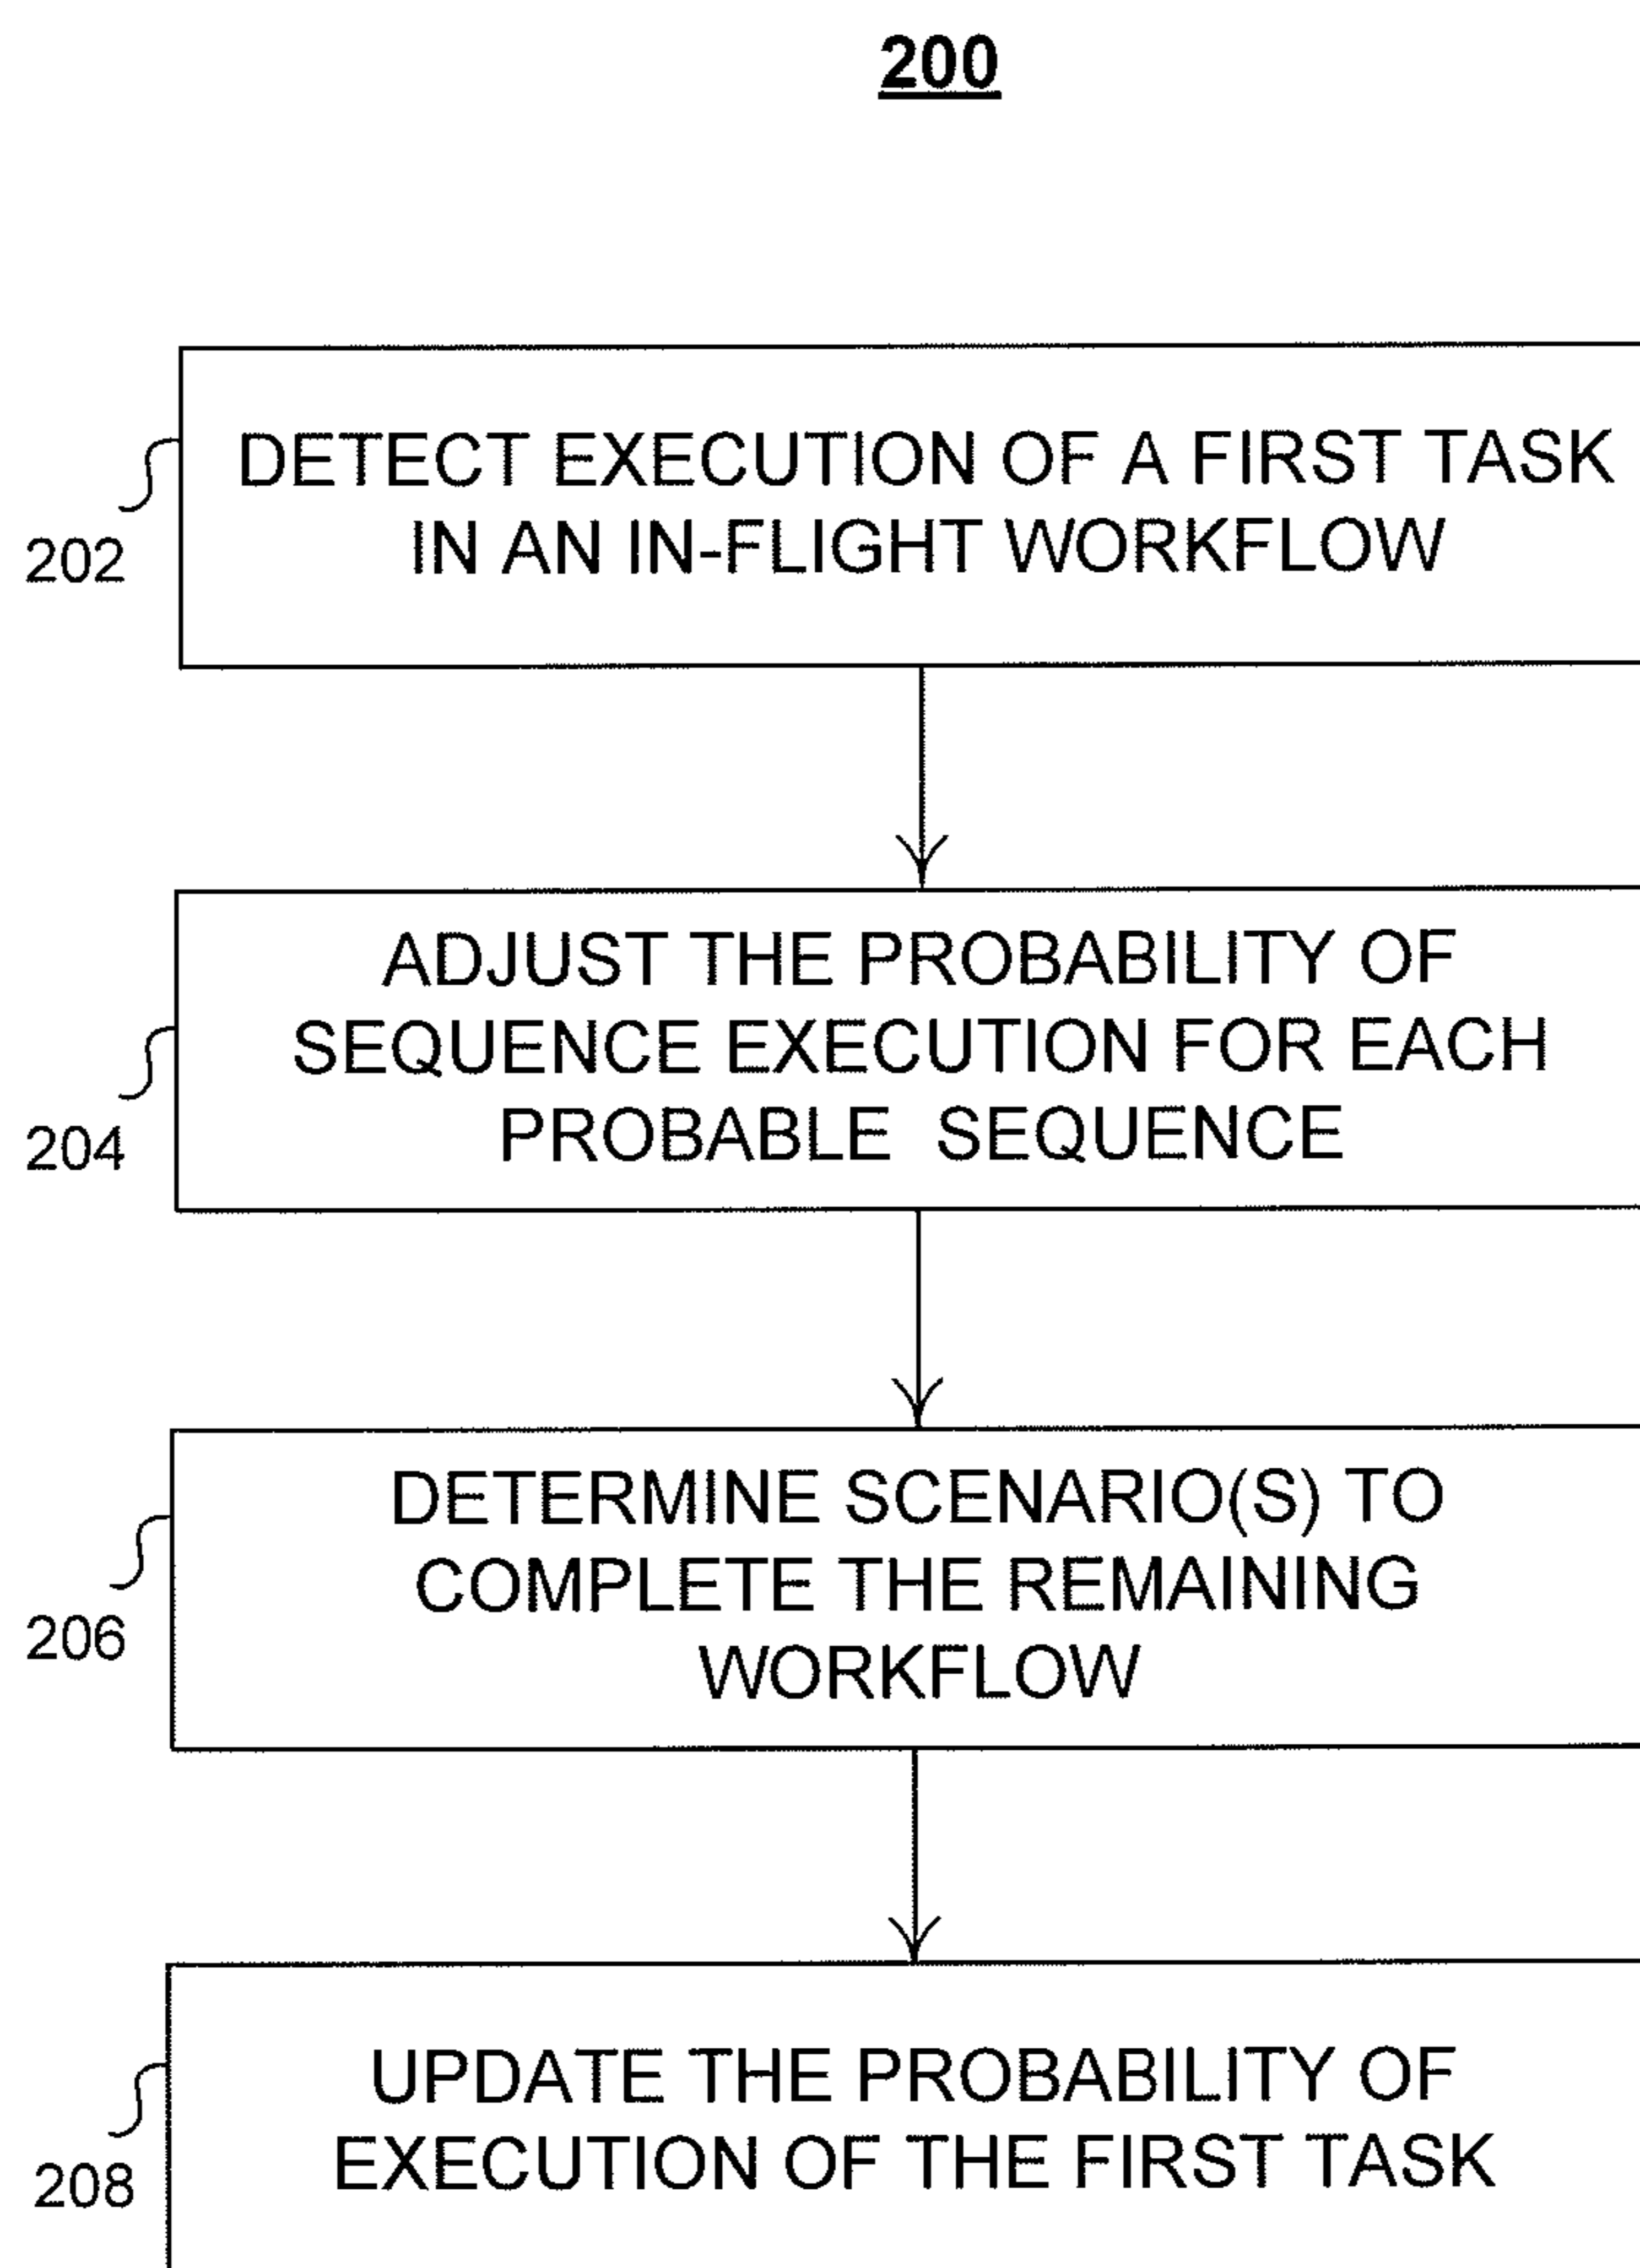 200
DETECT EXECUTION OF A FIRST TASK
IN AN IN-FLIGHT WORKFLOW
202
ADJUST THE PROBABILITY OF
SEQUENCE EXECUTION FOR EACH
PROBABLE SEQUENCE
204
DETERMINE SCENARIO(S) TO
COMPLETE THE REMAINING
WORKFLOW
206
UPDATE THE PROBABILITY OF
EXECUTION OF THE FIRST TASK
208